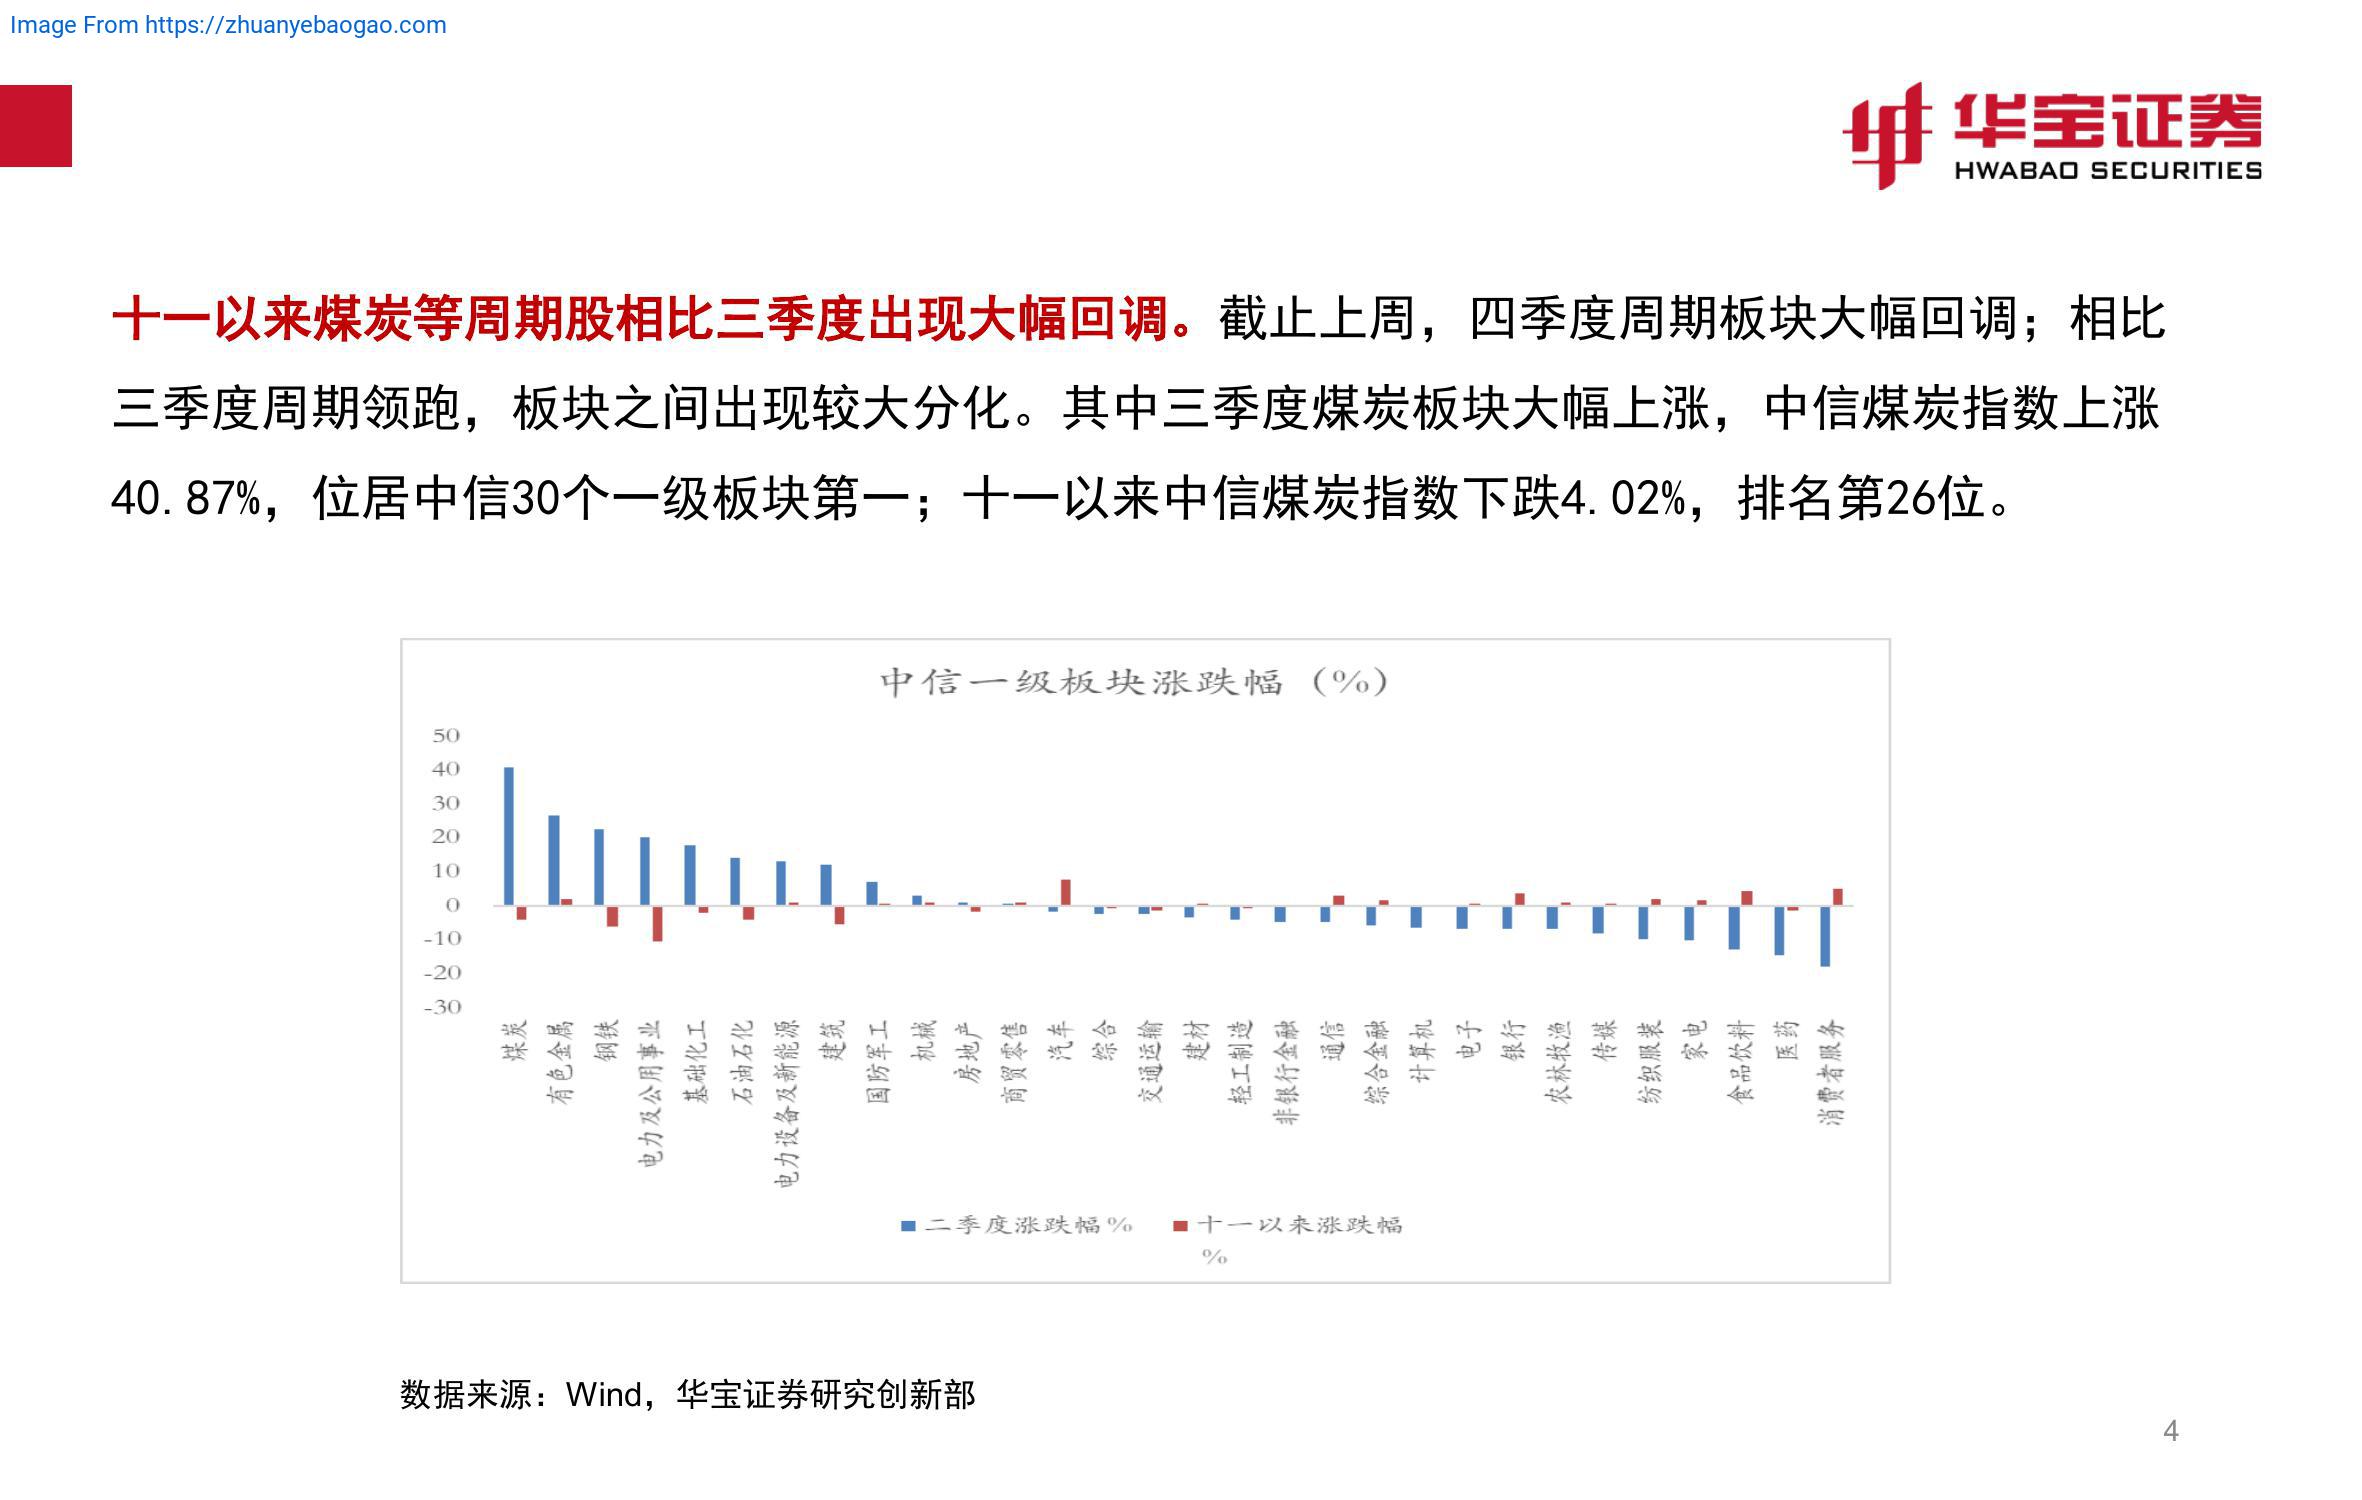 Image From https://zhuanyebaogao.com
华宝证券
HWABAO SECURITIES
十一以来煤炭等周期股相比三季度出现大幅回调。截止上周，四季度周期板块大幅回调；相比
三季度周期领跑，板块之间出现较大分化。其中三季度煤炭板块大幅上涨，中信煤炭指数上涨
40.87%，位居中信30个一级板块第一；十一以来中信煤炭指数下跌4.02%，排名第26位。
中信一级板块涨跌幅（%）
50
40
30
20
10
0
-10
-20
-30
煤炭
有色金属
钢铁
电力及公用事业
基础化工
石油石化
电力设备及新能源
建筑
国防军工
机械
房地产
商贸零售
汽车
综合
交通运输
建材
轻工制造
非银行金融
通信
综合金融
计算机
电子
银行
农林牧渔
传媒
纺织服装
家电
食品饮料
医药
消费者服务
三季度涨跌幅%
十一以来涨跌幅
%
数据来源：Wind，华宝证券研究创新部
4